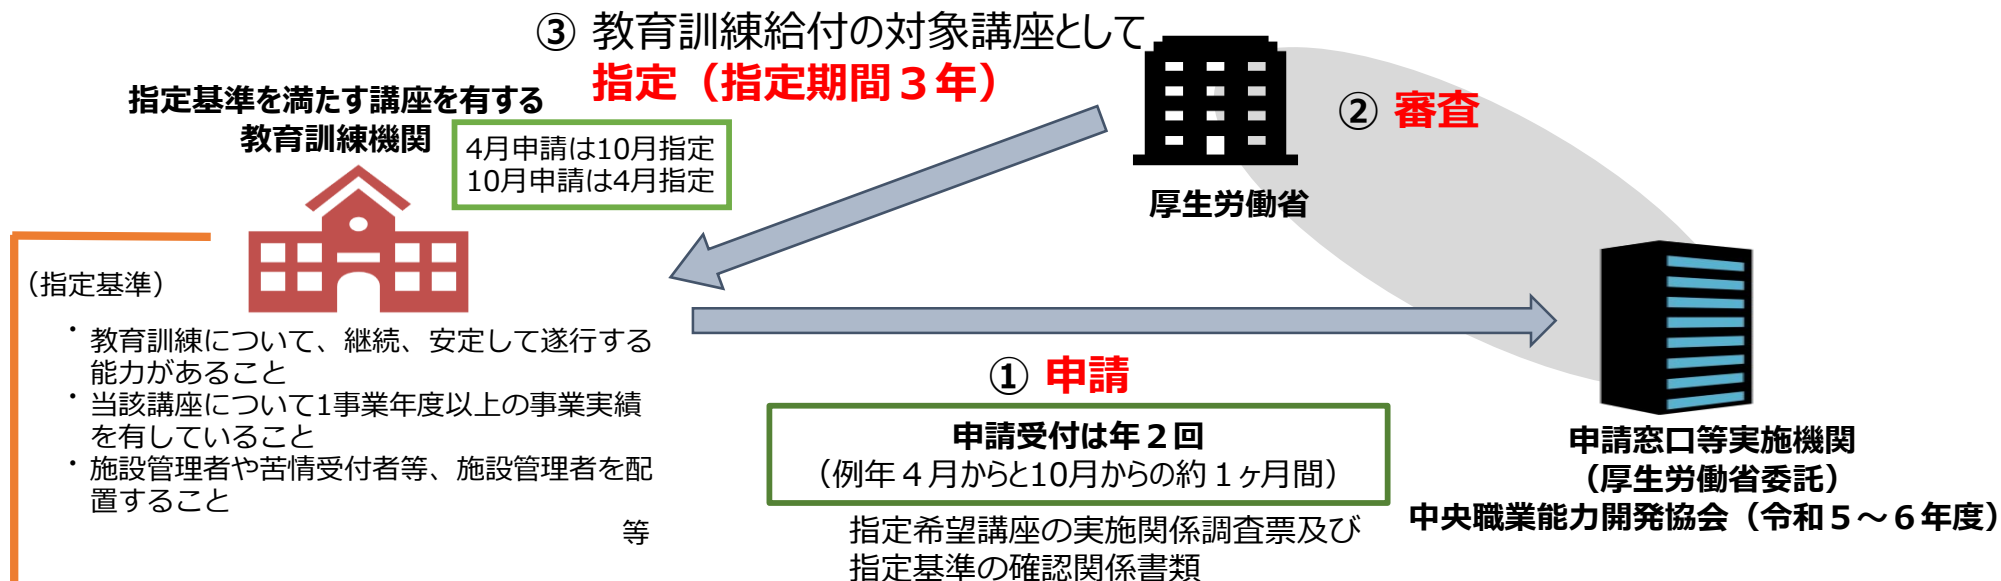 ③ 教育訓練給付の対象講座として
指定（指定期間３年）
指定基準を満たす講座を有する
教育訓練機関
4月申請は10月指定
10月申請は4月指定
② 審査
厚生労働省
（指定基準）
・教育訓練について、継続、安定して遂行する
能力があること
・当該講座について1事業年度以上の事業実績
を有していること
・施設管理者や苦情受付者等、施設管理者を配
置すること
等
① 申請
申請受付は年２回
（例年４月からと10月からの約１ヶ月間）
指定希望講座の実施関係調査票及び
指定基準の確認関係書類
申請窓口等実施機関
（厚生労働省委託）
中央職業能力開発協会（令和５～６年度）